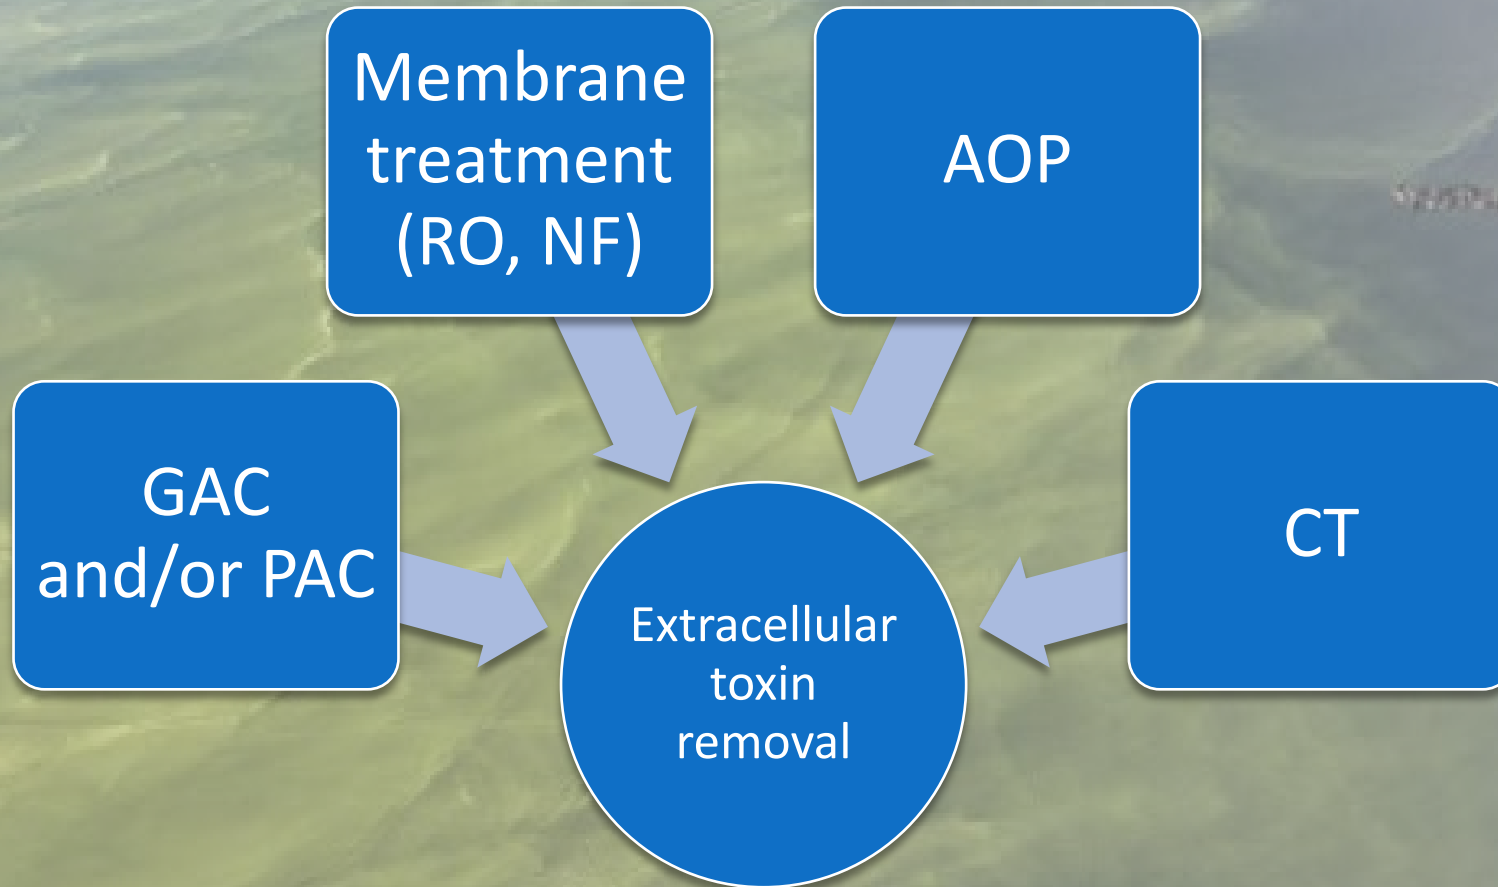 Membrane
treatment
(RO, NF)
AOP
GAC
and/or PAC
CT
Extracellular
toxin
removal